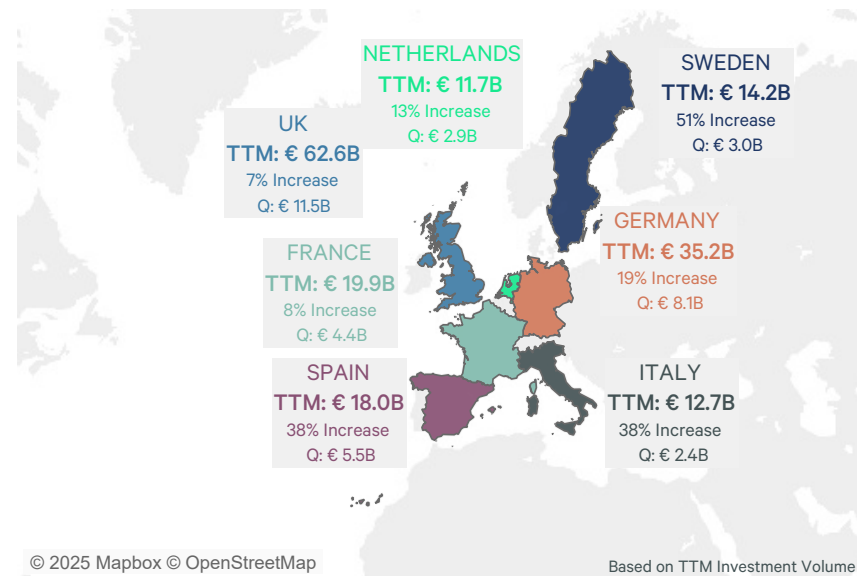 NETHERLANDS
TTM: € 11.7B
13% Increase
Q: € 2.9B
SWEDEN
TTM: € 14.2B
51% Increase
Q: € 3.0B
UK
TTM: € 62.6B
7% Increase
Q: € 11.5B
GERMANY
TTM: € 35.2B
19% Increase
Q: € 8.1B
FRANCE
TTM: € 19.9B
8% Increase
Q: € 4.4B
SPAIN
TTM: € 18.0B
38% Increase
Q: € 5.5B
ITALY
TTM: € 12.7B
38% Increase
Q: € 2.4B
© 2025 Mapbox © OpenStreetMap
Based on TTM Investment Volume